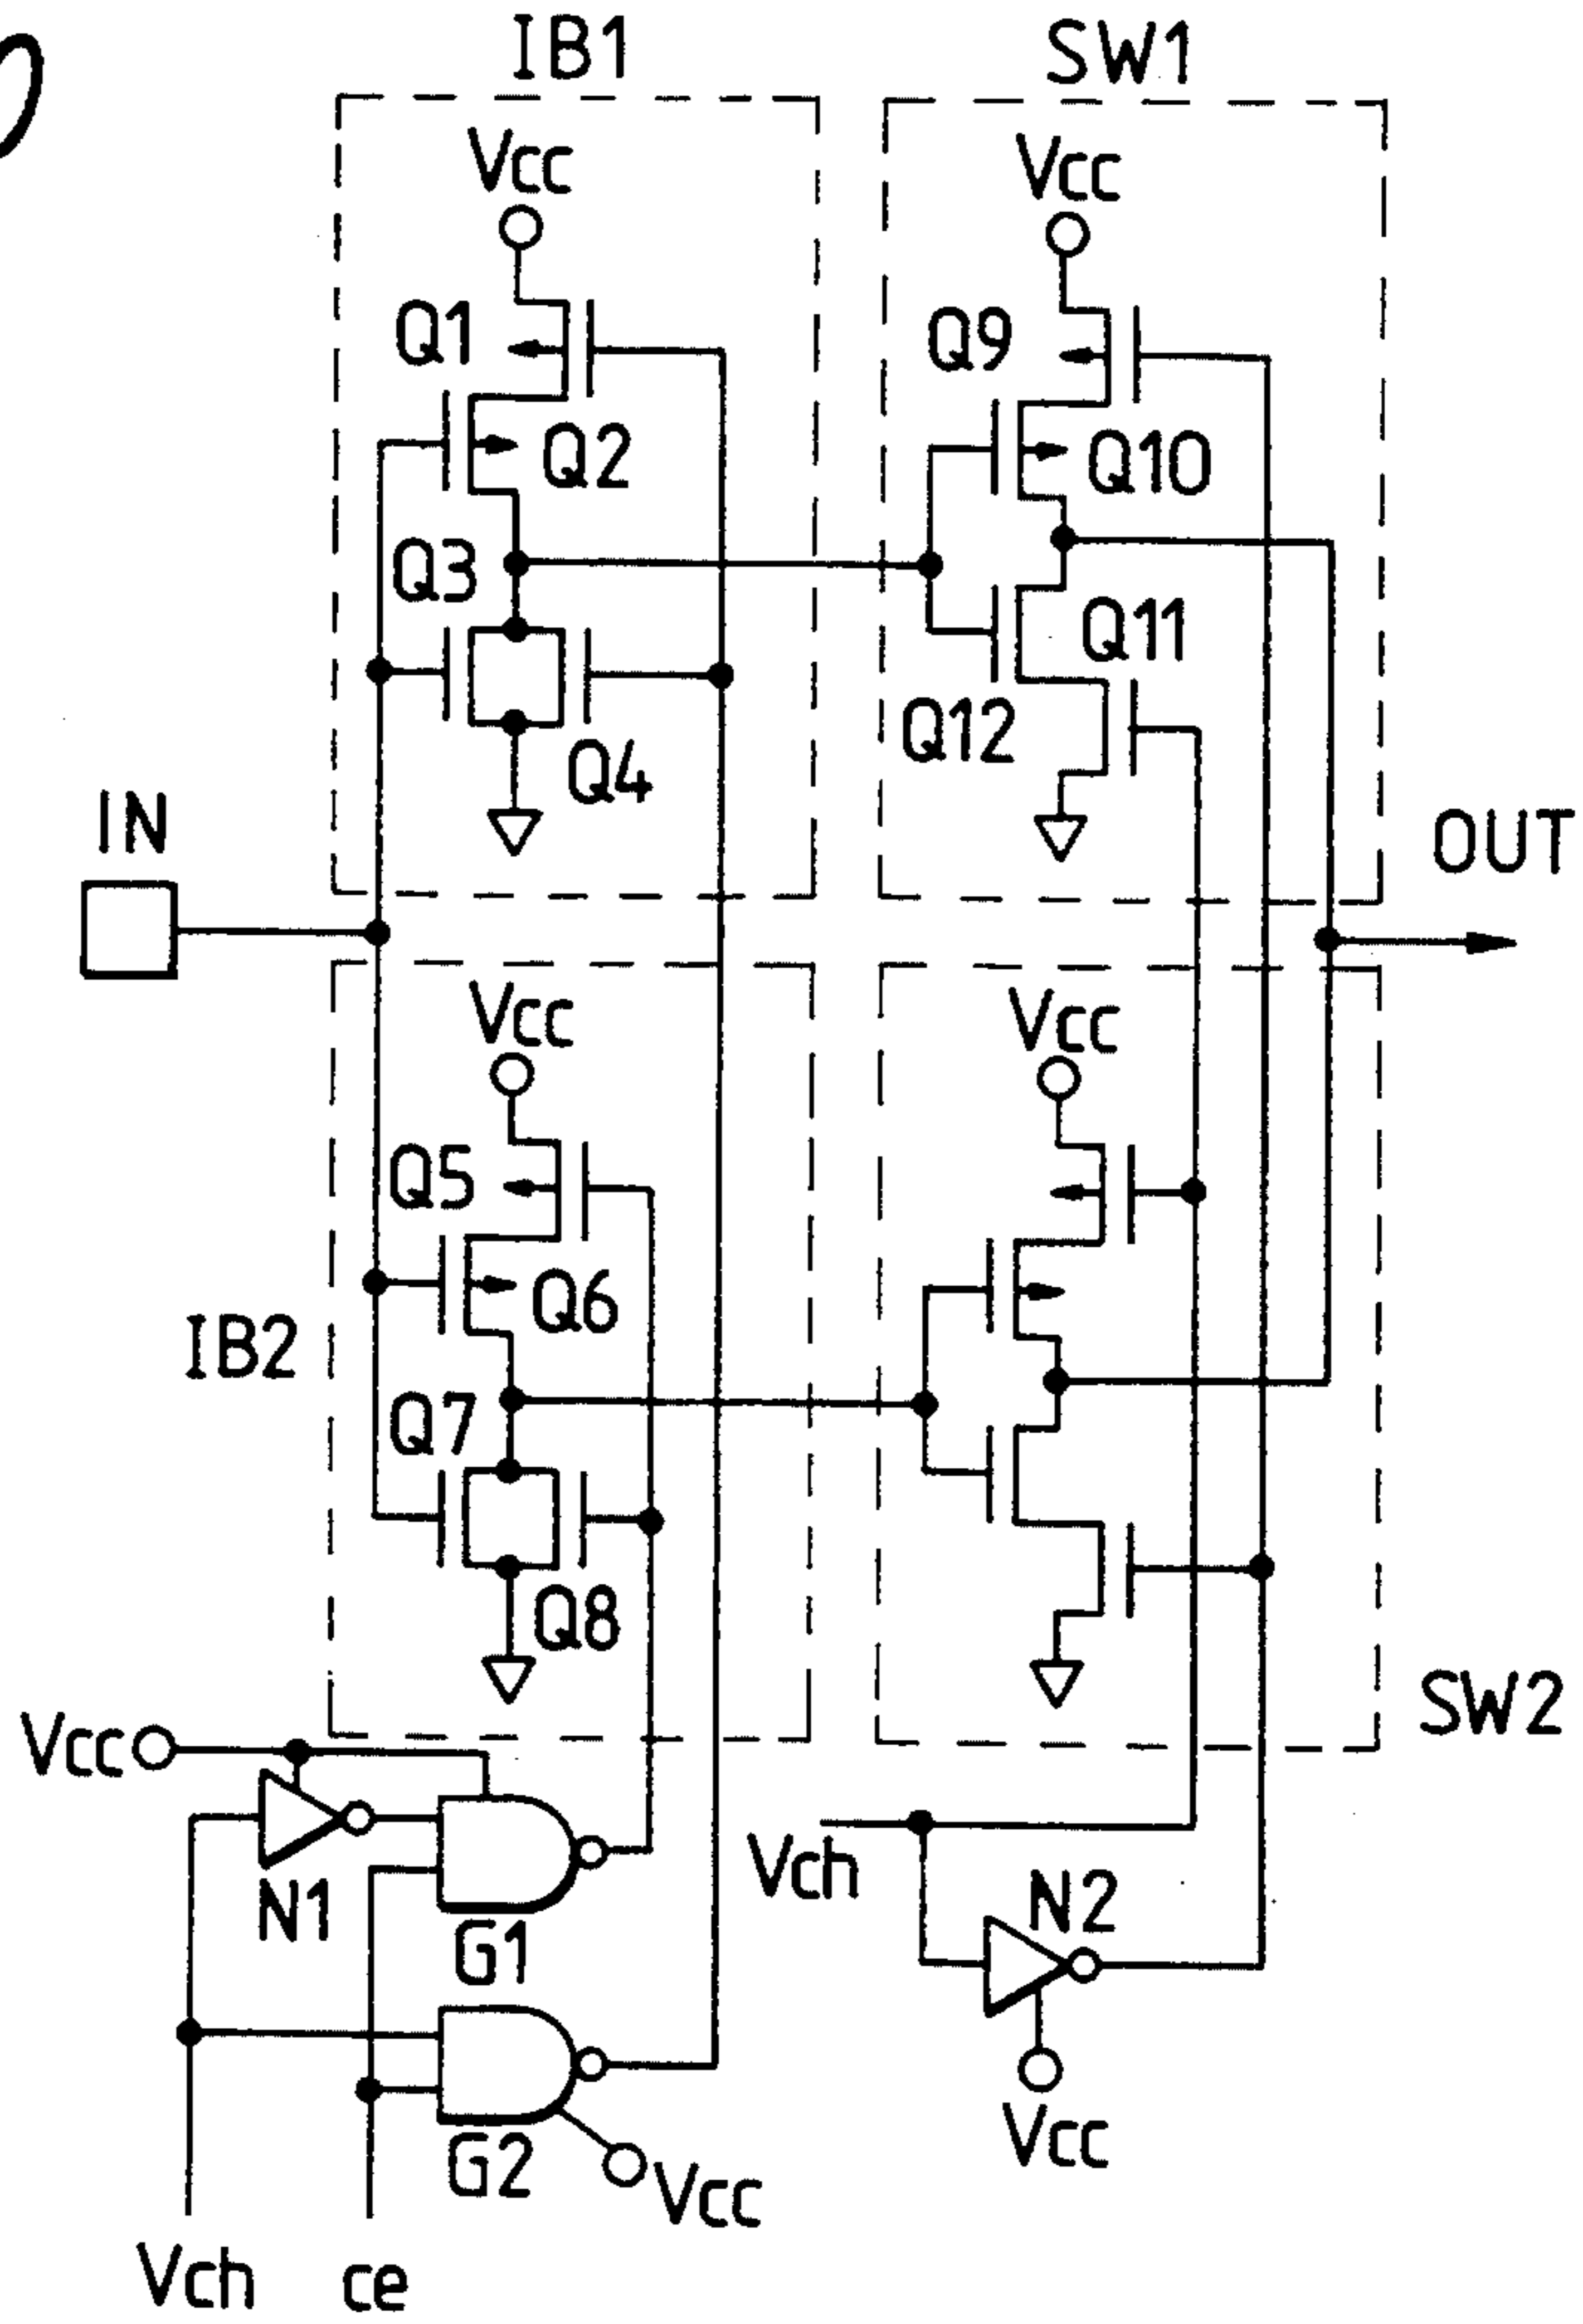 IB1
SW1
Vcc
Vcc
Q1
Q9
Q2
Q10
Q3
Q11
Q12
Q4
IN
OUT
Vcc
Vcc
Q5
Q6
IB2
Q7
Q8
SW2
Vcc
Vch
N1
N2
G1
G2
Vcc
Vcc
Vch
ce